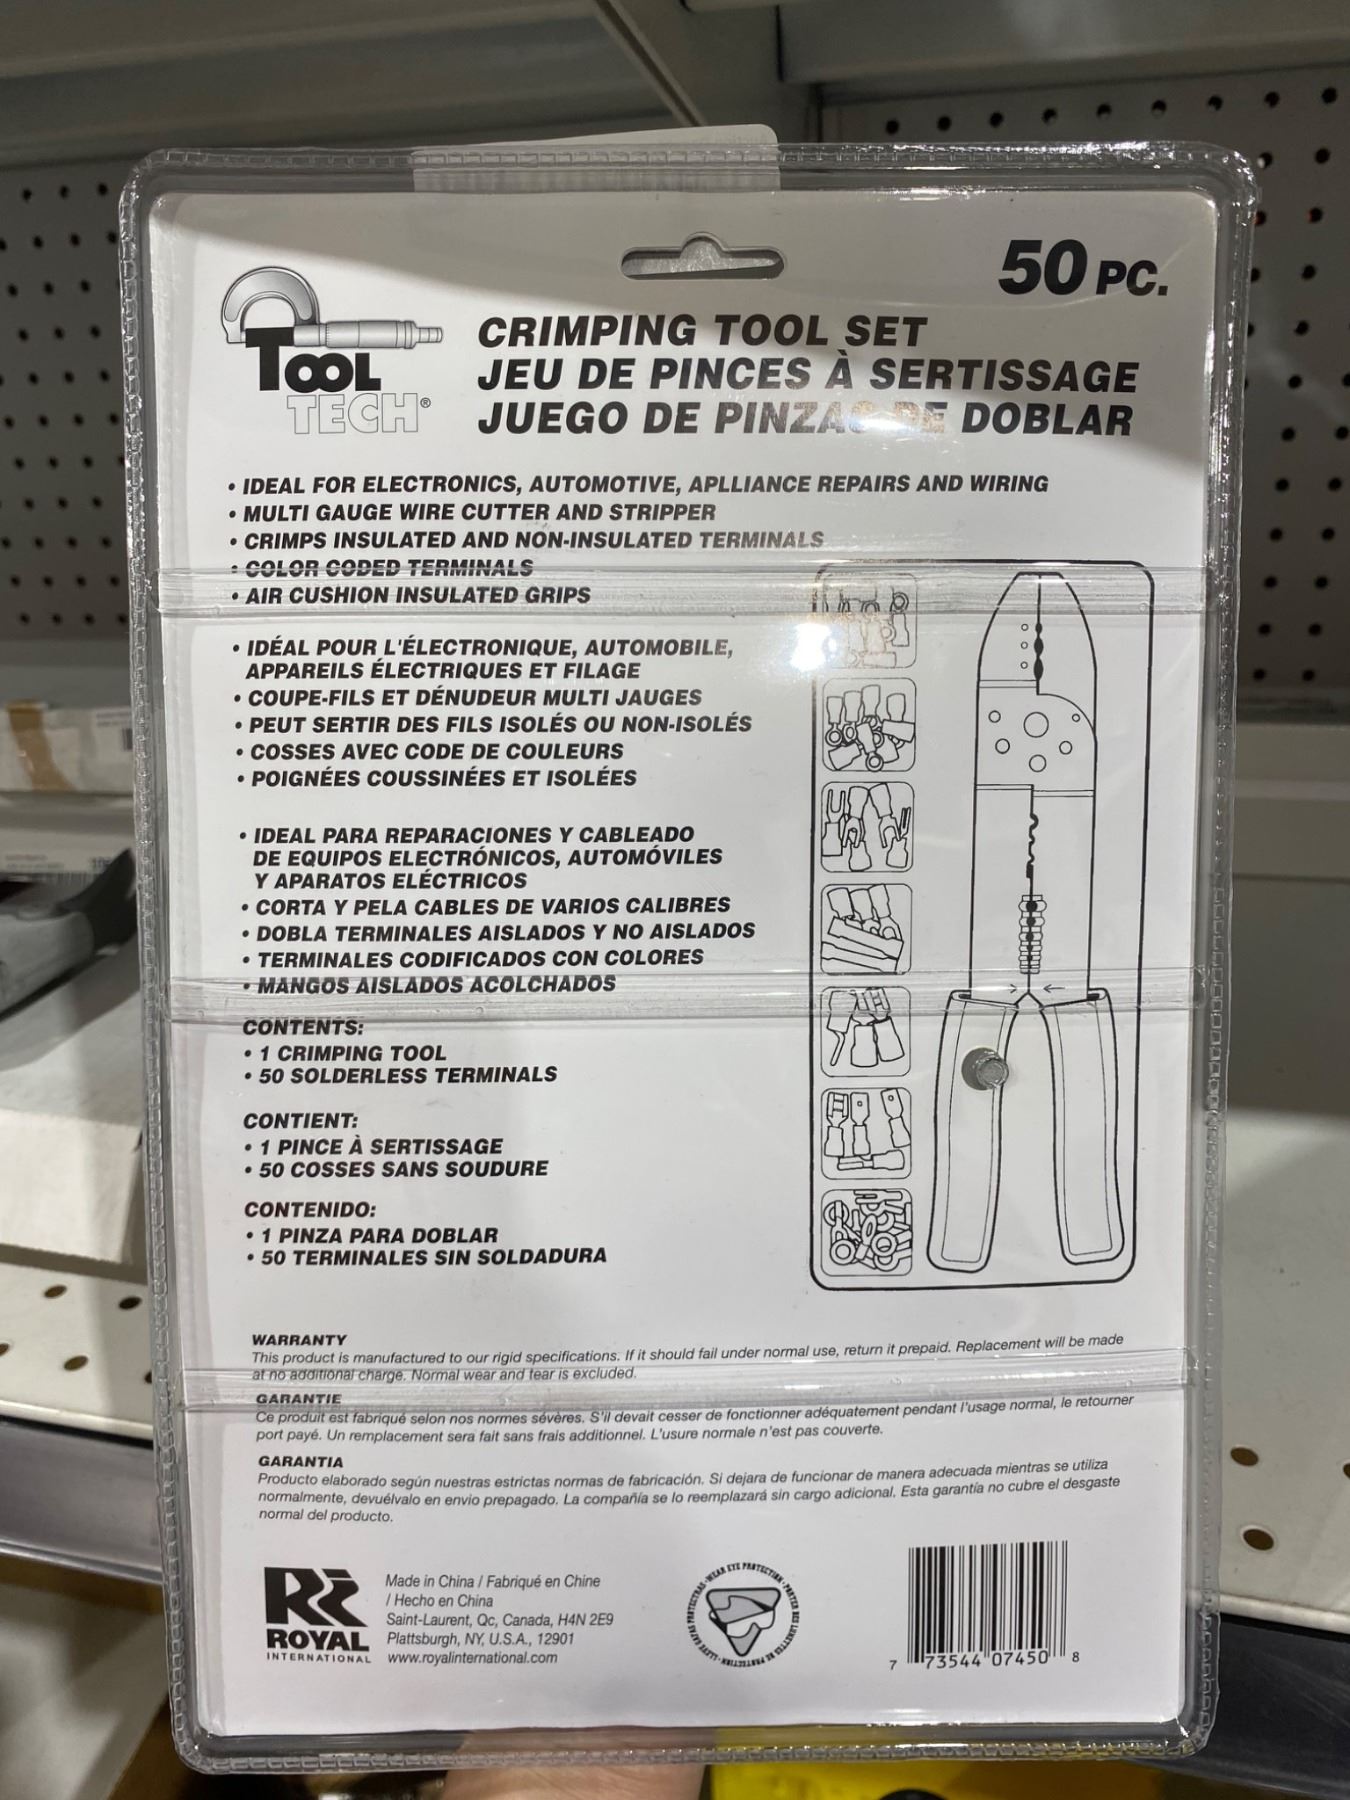 50 PC.
TOOL
TECH®
CRIMPING TOOL SET
JEU DE PINCES À SERTISSAGE
JUEGO DE PINZAS DE DOBLAR
• IDEAL FOR ELECTRONICS, AUTOMOTIVE, APLLIANCE REPAIRS AND WIRING
• MULTI GAUGE WIRE CUTTER AND STRIPPER
• CRIMPS INSULATED AND NON-INSULATED TERMINALS
• COLOR CODED TERMINALS
• AIR CUSHION INSULATED GRIPS
• IDÉAL POUR L'ÉLECTRONIQUE, AUTOMOBILE,
APPAREILS ÉLECTRIQUES ET FILAGE
• COUPE-FILS ET DÉNUDEUR MULTI JAUGES
• PEUT SERTIR DES FILS ISOLÉS OU NON-ISOLÉS
• COSSES AVEC CODE DE COULEURS
• POIGNÉES COUSSINÉES ET ISOLÉES
• IDEAL PARA REPARACIONES Y CABLEADO
DE EQUIPOS ELECTRÓNICOS, AUTOMÓVILES
Y APARATOS ELÉCTRICOS
• CORTA Y PELA CABLES DE VARIOS CALIBRES
• DOBLA TERMINALES AISLADOS Y NO AISLADOS
• TERMINALES CODIFICADOS CON COLORES
• MANGOS AISLADOS ACOLCHADOS
CONTENTS:
• 1 CRIMPING TOOL
• 50 SOLDERLESS TERMINALS
CONTIENT:
• 1 PINCE À SERTISSAGE
• 50 COSSES SANS SOUDURE
CONTENIDO:
• 1 PINZA PARA DOBLAR
• 50 TERMINALES SIN SOLDADURA
WARRANTY
This product is manufactured to our rigid specifications. If it should fail under normal use, return it prepaid. Replacement will be made
at no additional charge. Normal wear and tear is excluded.
GARANTIE
Ce produit est fabriqué selon nos normes sévères. S'il devait cesser de fonctionner adéquatement pendant l'usage normal, le retourner
port payé. Un remplacement sera fait sans frais additionnel. L'usure normale n'est pas couverte.
GARANTIA
Producto elaborado según nuestras estrictas normas de fabricación. Si dejara de funcionar de manera adecuada mientras se utiliza
normalmente, devuélvalo en envio prepagado. La compañía se lo reemplazará sin cargo adicional. Esta garantía no cubre el desgaste
normal del producto.
ROYAL
INTERNATIONAL
Made in China / Fabriqué en Chine
/ Hecho en China
Saint-Laurent, Qc, Canada, H4N 2E9
Plattsburgh, NY, U.S.A., 12901
www.royalinternational.com
WEAR EYE PROTECTION • PORTER DES LUNETTES DE PROTECTION •
7 73544 07450 8